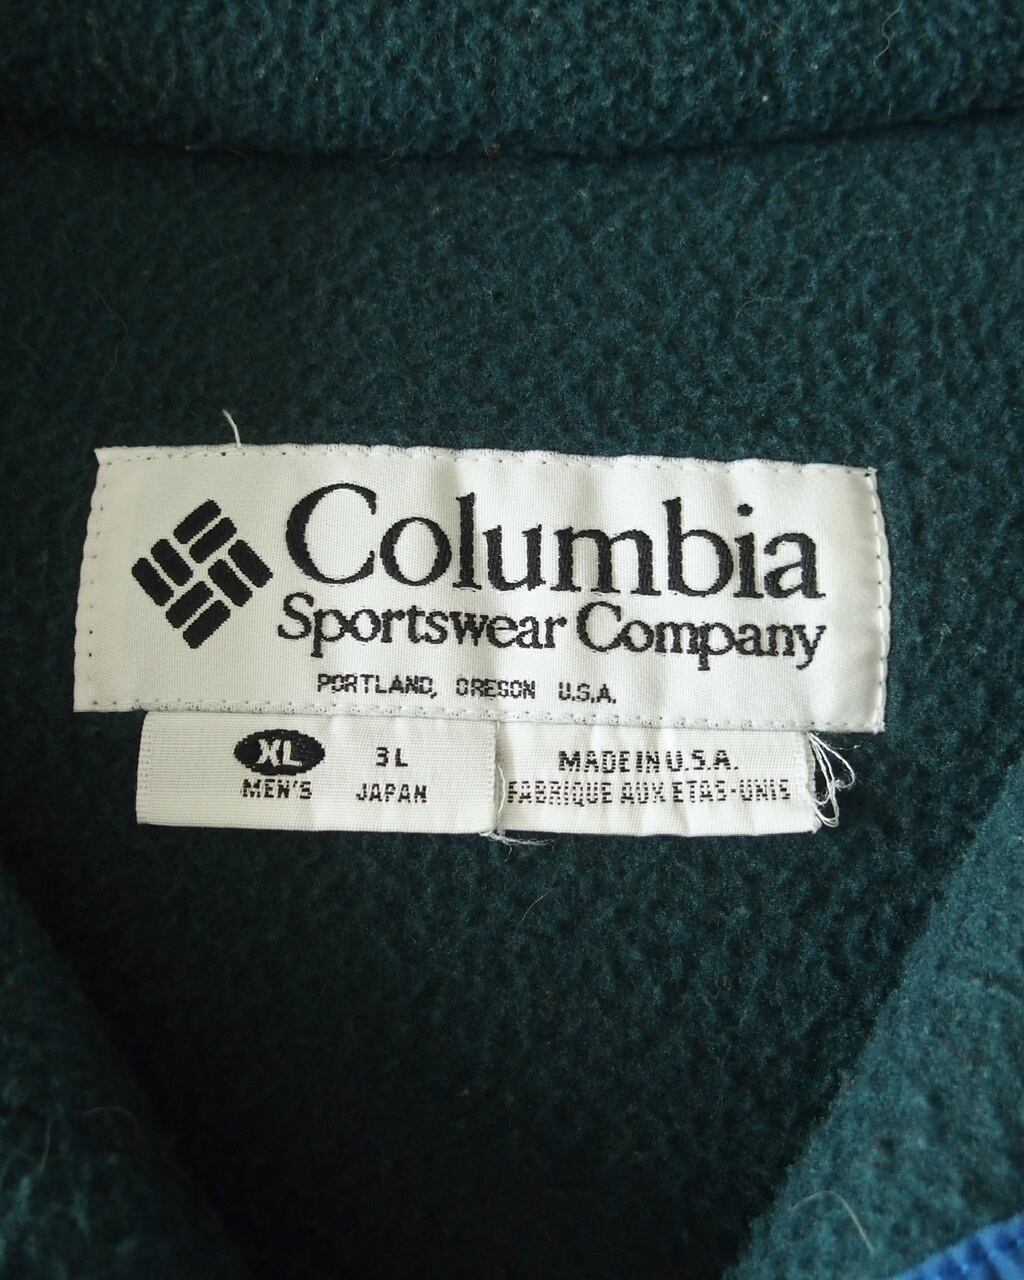 Columbia
Sportswear Company
PORTLAND, OREGON U.S.A.
XL 3L
MEN'S JAPAN
MADE IN U.S.A.
FABRIQUE AUX ETAS-UNIS